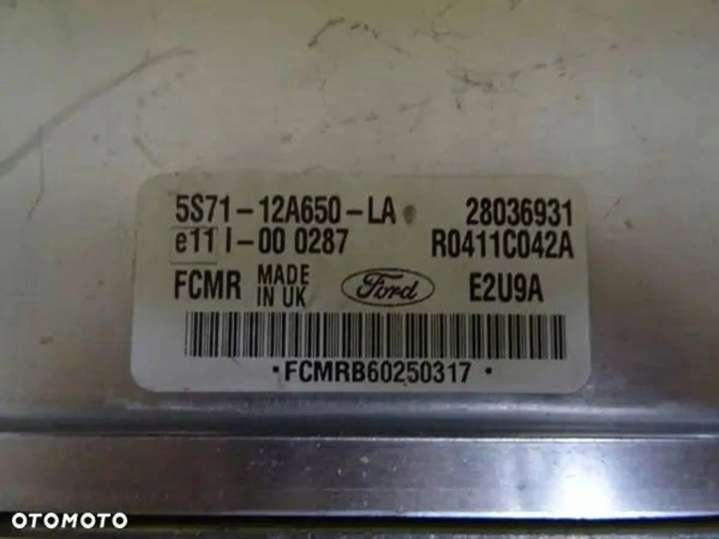 5S71-12A650-LA 28036931
e11 I-00 0287 R0411C042A
FCMR MADE IN UK Ford E2U9A
•FCMRB60250317•
OTOMOTO